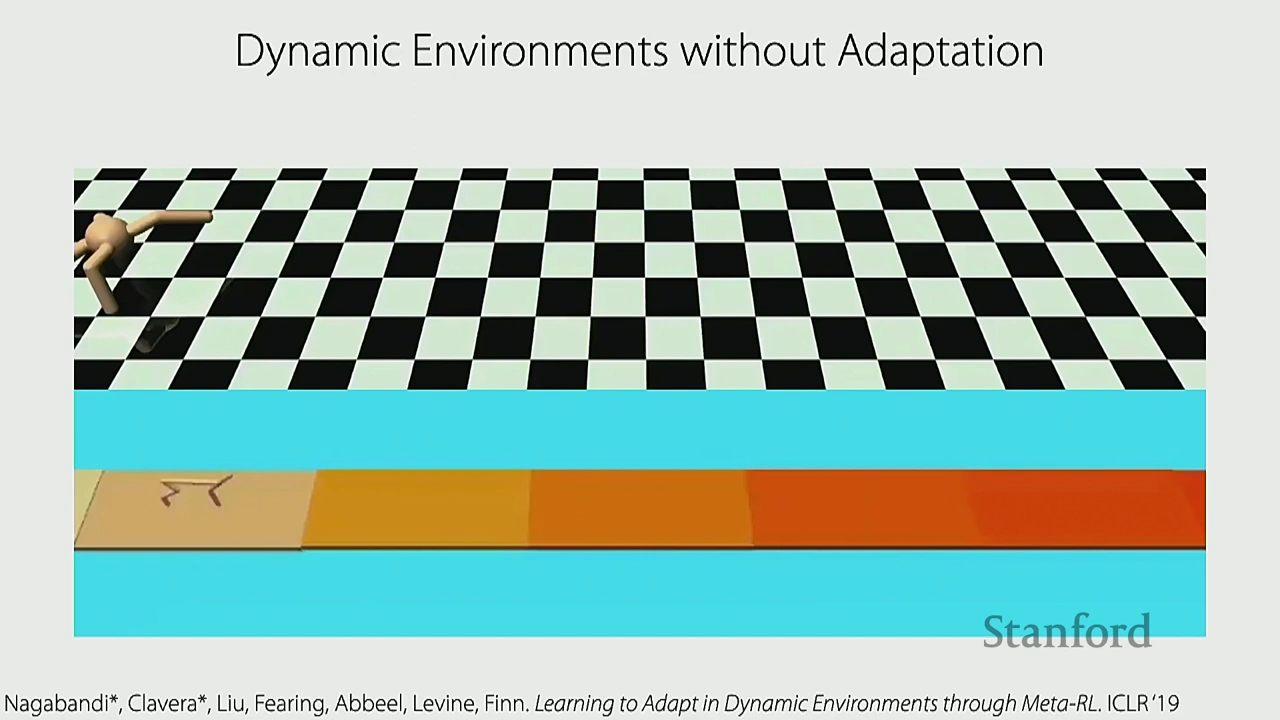 Dynamic Environments without Adaptation
Stanford
Nagabandi*, Clavera*, Liu, Fearing, Abbeel, Levine, Finn. Learning to Adapt in Dynamic Environments through Meta-RL. ICLR ‘19